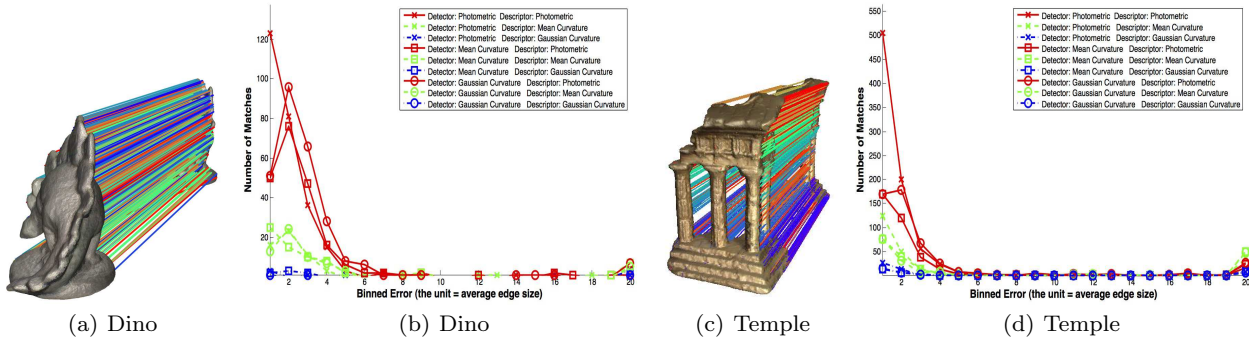 Detector: Photometric Descriptor: Photometric
Detector: Photometric Descriptor: Mean Curvature
Detector: Photometric Descriptor: Gaussian Curvature
Detector: Mean Curvature Descriptor: Photometric
Detector: Mean Curvature Descriptor: Mean Curvature
Detector: Mean Curvature Descriptor: Gaussian Curvature
Detector: Gaussian Curvature Descriptor: Photometric
Detector: Gaussian Curvature Descriptor: Mean Curvature
Detector: Gaussian Curvature Descriptor: Gaussian Curvature
Number of Matches
120
100
80
60
40
20
2 4 6 8 10 12 14 16 18 20
Binned Error (the unit = average edge size)
Detector: Photometric Descriptor: Photometric
Detector: Photometric Descriptor: Mean Curvature
Detector: Photometric Descriptor: Gaussian Curvature
Detector: Mean Curvature Descriptor: Photometric
Detector: Mean Curvature Descriptor: Mean Curvature
Detector: Mean Curvature Descriptor: Gaussian Curvature
Detector: Gaussian Curvature Descriptor: Photometric
Detector: Gaussian Curvature Descriptor: Mean Curvature
Detector: Gaussian Curvature Descriptor: Gaussian Curvature
Number of Matches
550
500
450
400
350
300
250
200
150
100
50
2 4 6 8 10 12 14 16 18 20
Binned Error (the unit = average edge size)
(a) Dino
(b) Dino
(c) Temple
(d) Temple